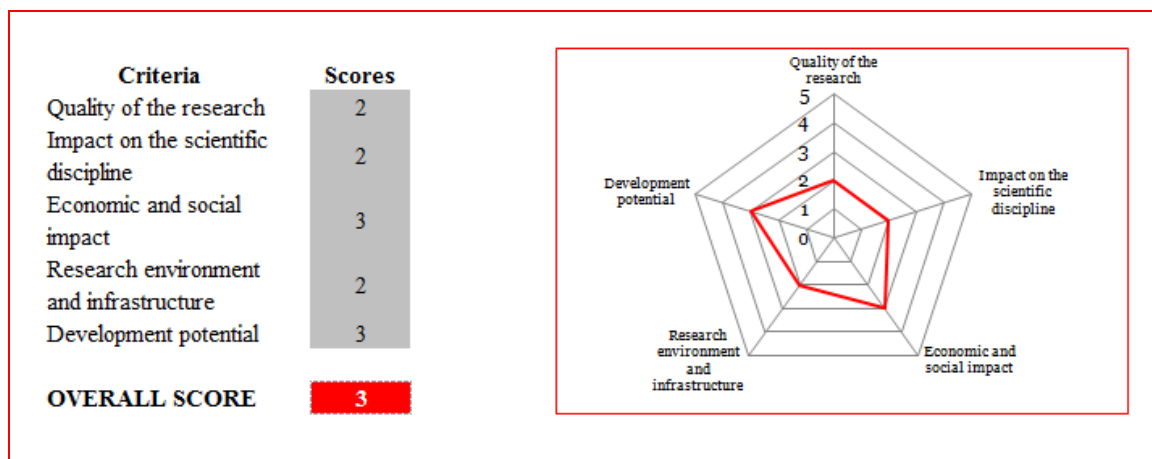 Criteria Scores
Quality of the research 2
Impact on the scientific
discipline 2
Economic and social
impact 3
Research environment
and infrastructure 2
Development potential 3
OVERALL SCORE 3
Quality of the
research
5
4
3
2
1
0
Impact on the
scientific
discipline
Economic and
social impact
Research
environment
and
infrastructure
Development
potential